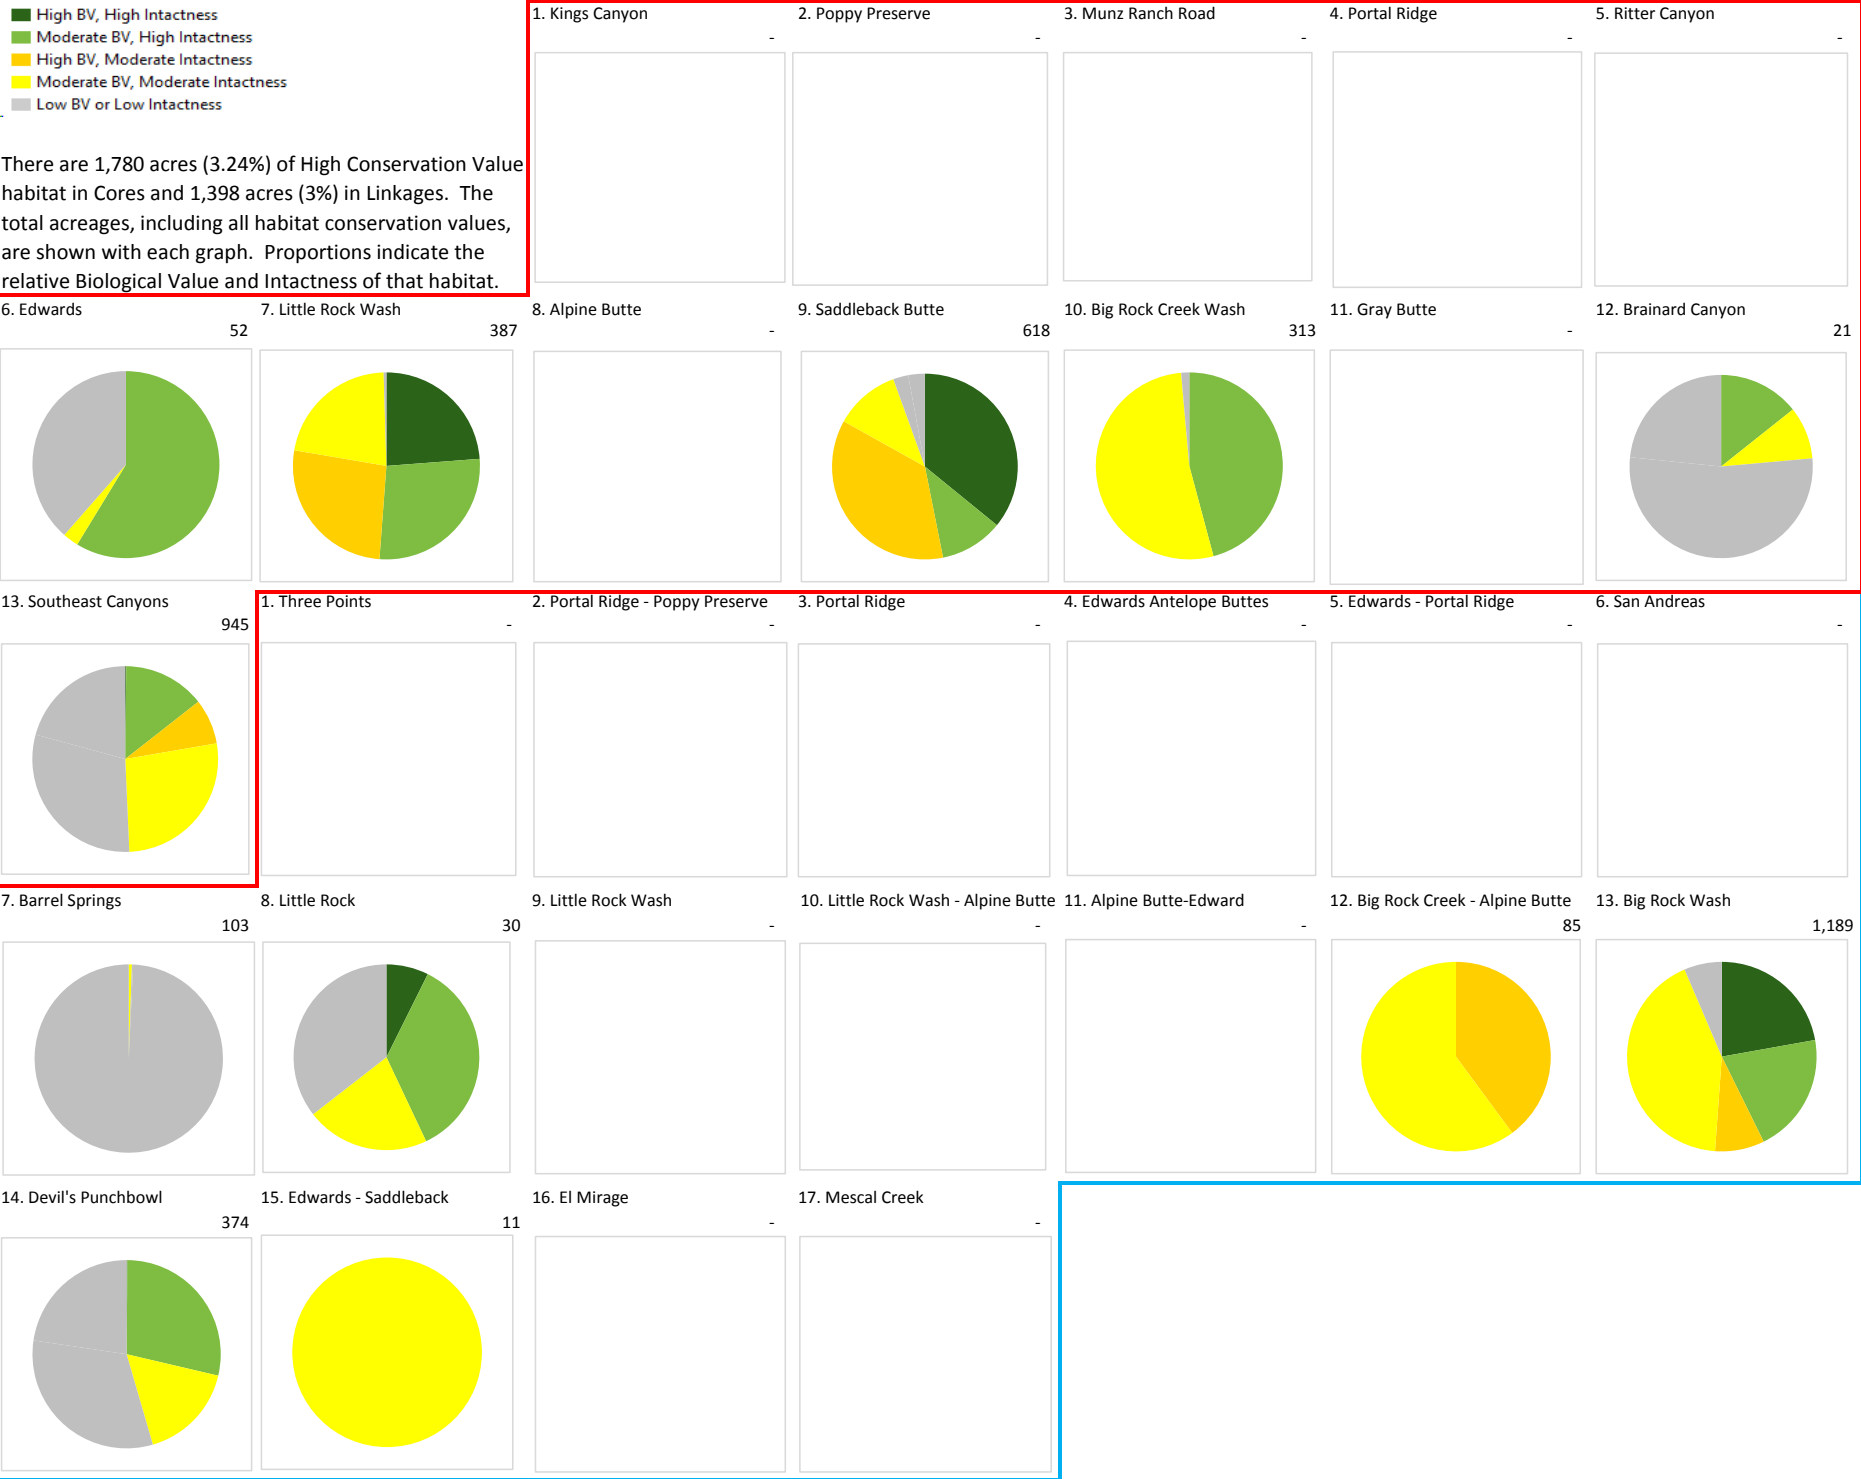 High BV, High Intactness
Moderate BV, High Intactness
High BV, Moderate Intactness
Moderate BV, Moderate Intactness
Low BV or Low Intactness
There are 1,780 acres (3.24%) of High Conservation Value
habitat in Cores and 1,398 acres (3%) in Linkages. The
total acreages, including all habitat conservation values,
are shown with each graph. Proportions indicate the
relative Biological Value and Intactness of that habitat.
1. Kings Canyon
-
2. Poppy Preserve
-
3. Munz Ranch Road
-
4. Portal Ridge
-
5. Ritter Canyon
-
6. Edwards
52
7. Little Rock Wash
387
8. Alpine Butte
-
9. Saddleback Butte
618
10. Big Rock Creek Wash
313
11. Gray Butte
-
12. Brainard Canyon
21
13. Southeast Canyons
945
1. Three Points
-
2. Portal Ridge - Poppy Preserve
-
3. Portal Ridge
-
4. Edwards Antelope Buttes
-
5. Edwards - Portal Ridge
-
6. San Andreas
-
7. Barrel Springs
103
8. Little Rock
30
9. Little Rock Wash
-
10. Little Rock Wash - Alpine Butte
-
11. Alpine Butte-Edward
-
12. Big Rock Creek - Alpine Butte
85
13. Big Rock Wash
1,189
14. Devil's Punchbowl
374
15. Edwards - Saddleback
11
16. El Mirage
-
17. Mescal Creek
-